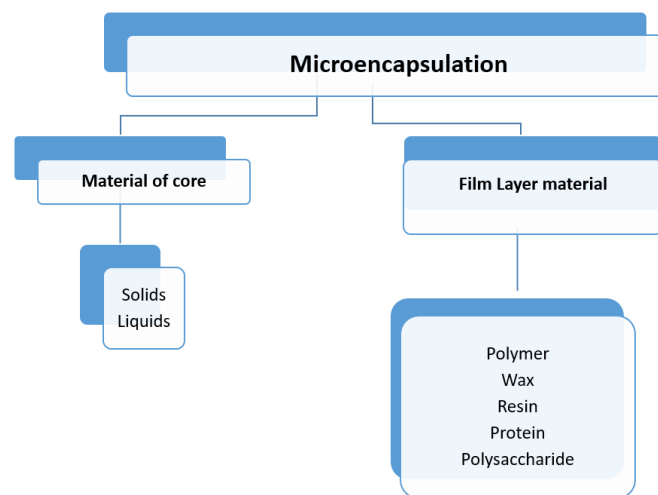 Microencapsulation
Material of core
Film Layer material
Solids
Liquids
Polymer
Wax
Resin
Protein
Polysaccharide